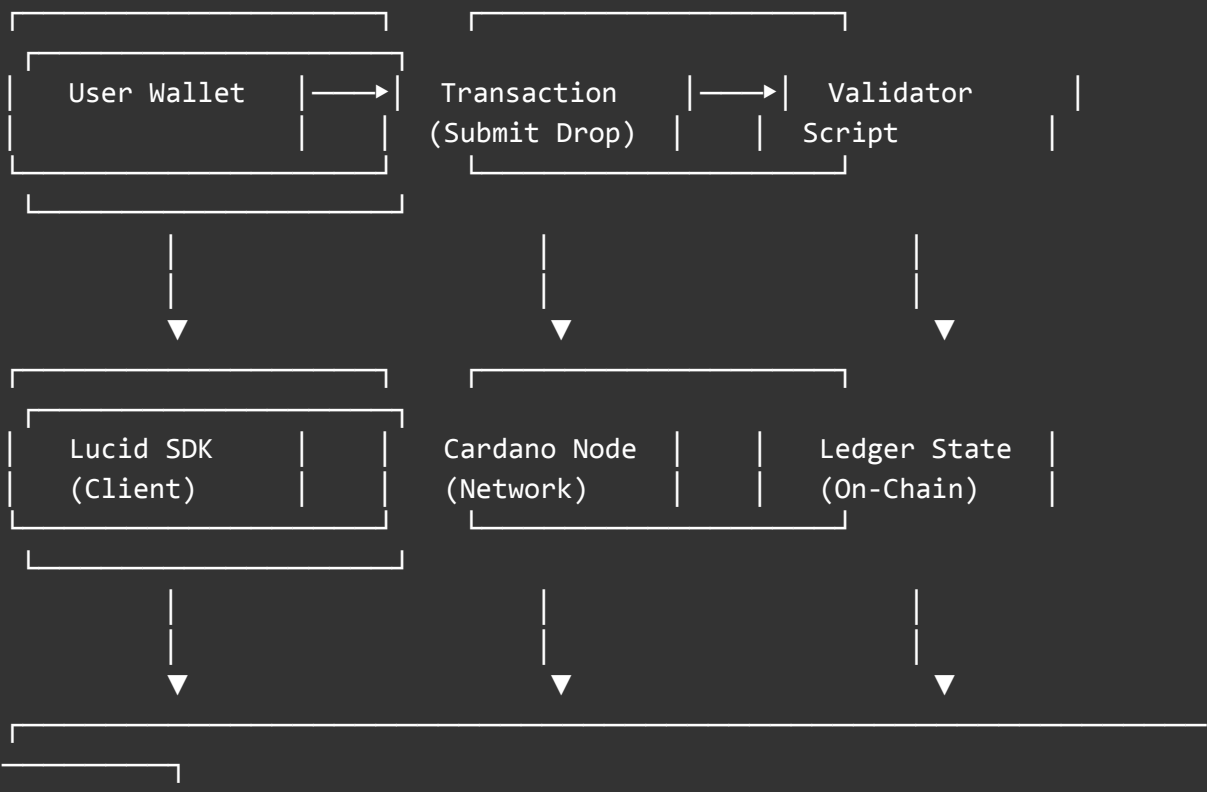 User Wallet Transaction Validator
(Submit Drop) Script
Lucid SDK Cardano Node Ledger State
(Client) (Network) (On-Chain)